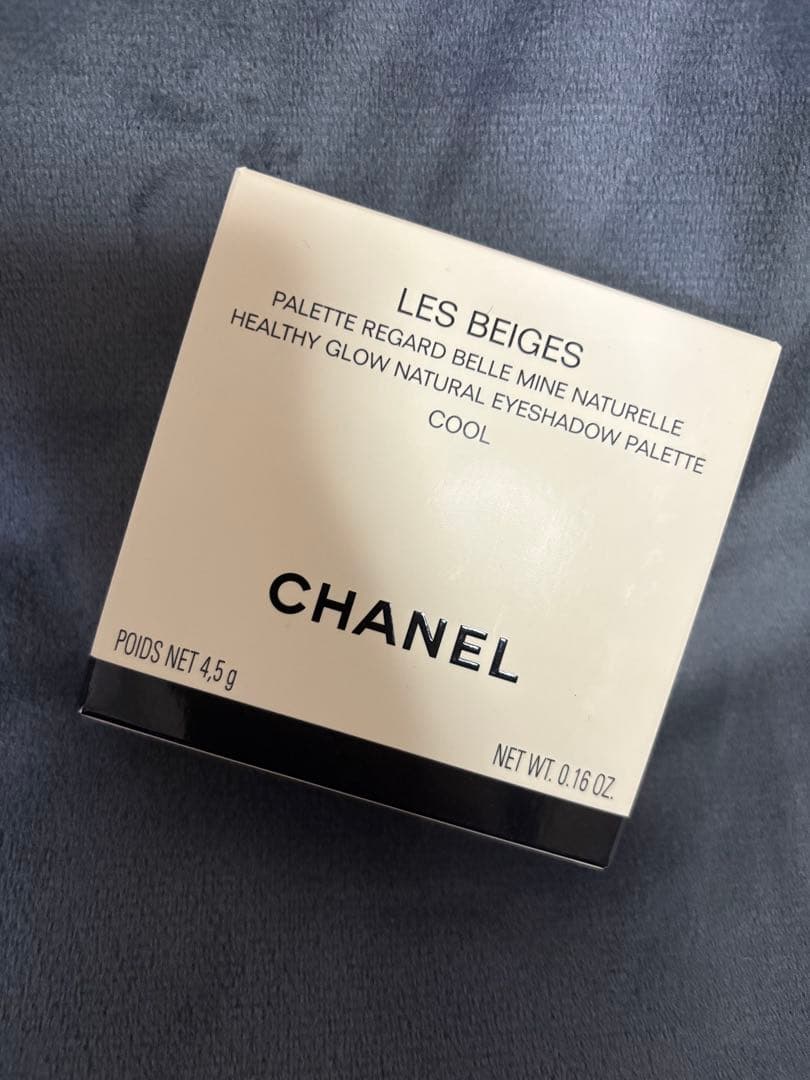 LES BEIGES
PALETTE REGARD BELLE MINE NATURELLE
HEALTHY GLOW NATURAL EYESHADOW PALETTE
COOL
CHANEL
POIDS NET 4,5 g
NET WT. 0.16 OZ.